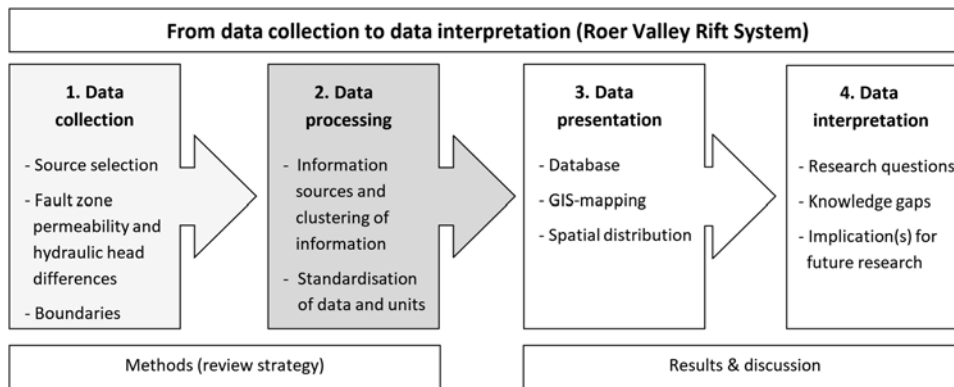 From data collection to data interpretation (Roer Valley Rift System)
1. Data
collection
- Source selection
- Fault zone
permeability and
hydraulic head
differences
- Boundaries
2. Data
processing
- Information
sources and
clustering of
information
- Standardisation
of data and units
3. Data
presentation
- Database
- GIS-mapping
- Spatial distribution
4. Data
interpretation
- Research questions
- Knowledge gaps
- Implication(s) for
future research
Methods (review strategy)
Results & discussion